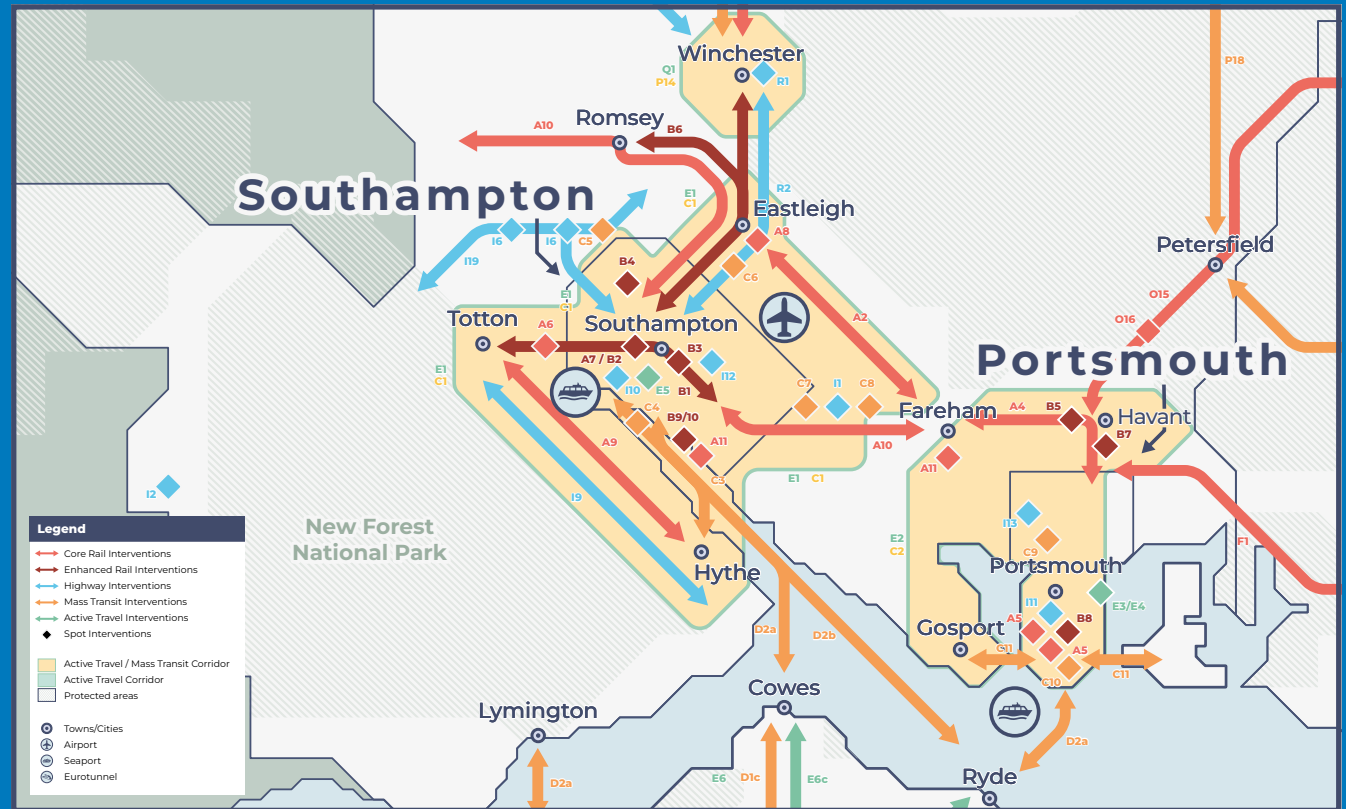 Winchester
Q1
P14
R1
P18
Romsey
A10
B6
Southampton
E1
C1
R2
Eastleigh
A8
I6
I6
C5
I19
B4
C6
Petersfield
O15
O16
E1
C1
A2
Totton
A6
Southampton
A7 / B2
B3
I12
I10
E5
B1
E1
C1
C7
I1
C8
Portsmouth
Fareham
A4
B5
Havant
B7
C4
B9/10
A11
A9
A10
A11
C3
E1
C1
I9
I2
New Forest
National Park
I13
C9
E2
C2
F1
Hythe
Portsmouth
I11
E3/E4
A5
B8
Gosport
C11
A5
C10
C11
D2a
D2b
Cowes
Lymington
D2a
D2a
E6
D1c
E6c
Ryde
Legend
Core Rail Interventions
Enhanced Rail Interventions
Highway Interventions
Mass Transit Interventions
Active Travel Interventions
Spot Interventions
Active Travel / Mass Transit Corridor
Active Travel Corridor
Protected areas
Towns/Cities
Airport
Seaport
Eurotunnel